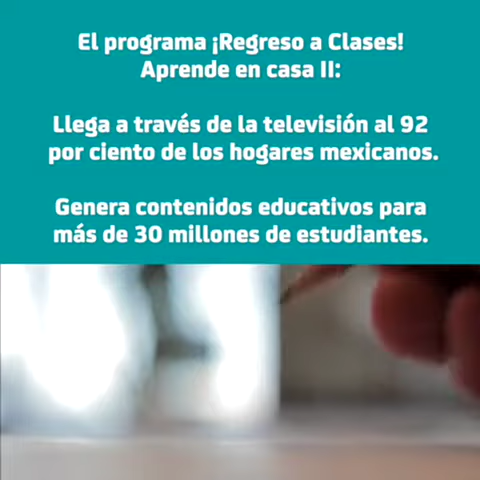 El programa ¡Regreso a Clases!
Aprende en casa II:
Llega a través de la televisión al 92
por ciento de los hogares mexicanos.
Genera contenidos educativos para
más de 30 millones de estudiantes.